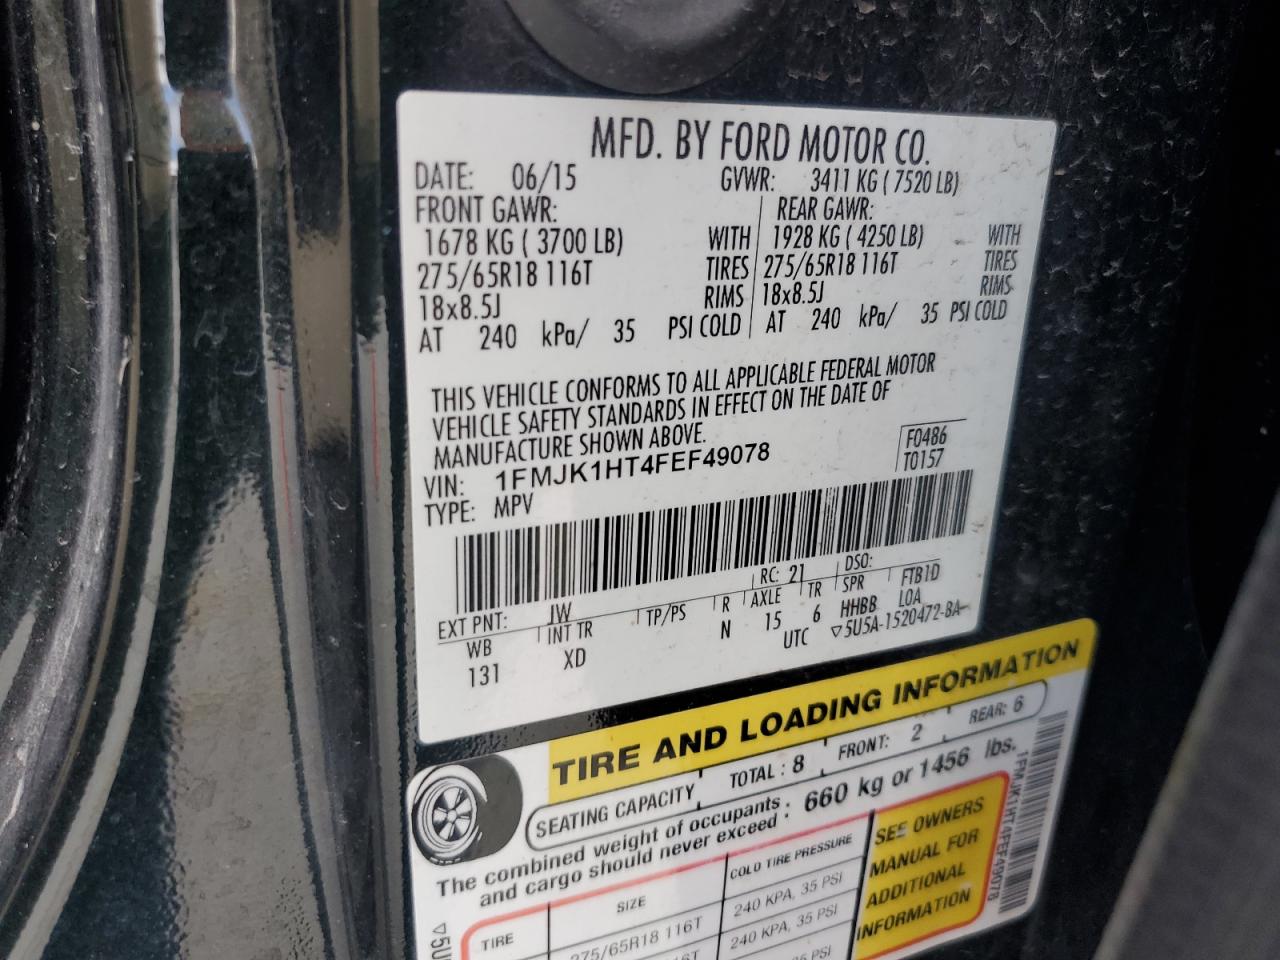 MFD. BY FORD MOTOR CO.
DATE: 06/15 GVWR: 3411 KG ( 7520 LB)
FRONT GAWR: REAR GAWR:
1678 KG ( 3700 LB) WITH 1928 KG ( 4250 LB) WITH
275/65R18 116T TIRES 275/65R18 116T TIRES
18x8.5J RIMS 18x8.5J RIMS
AT 240 kPa/ 35 PSI COLD AT 240 kPa/ 35 PSI COLD
THIS VEHICLE CONFORMS TO ALL APPLICABLE FEDERAL MOTOR
VEHICLE SAFETY STANDARDS IN EFFECT ON THE DATE OF
MANUFACTURE SHOWN ABOVE.
F0486
T0157
VIN: 1FMJK1HT4FEF49078
TYPE: MPV
EXT PNT: JW RC: 21 DSO:
WB INT TR TP/PS R AXLE TR SPR FTB1D
131 XD N 15 6 HHBB LOA
UTC ▽5U5A-1520472-BA
TIRE AND LOADING INFORMATION
SEATING CAPACITY TOTAL : 8 FRONT: 2 REAR: 6
The combined weight of occupants : 660 kg or 1456 lbs.
and cargo should never exceed :
TIRE SIZE COLD TIRE PRESSURE
275/65R18 116T 240 KPA, 35 PSI
240 KPA, 35 PSI
35 PSI
SEE OWNERS
MANUAL FOR
ADDITIONAL
INFORMATION
1FMJK1HT4FEF49078
▽5U